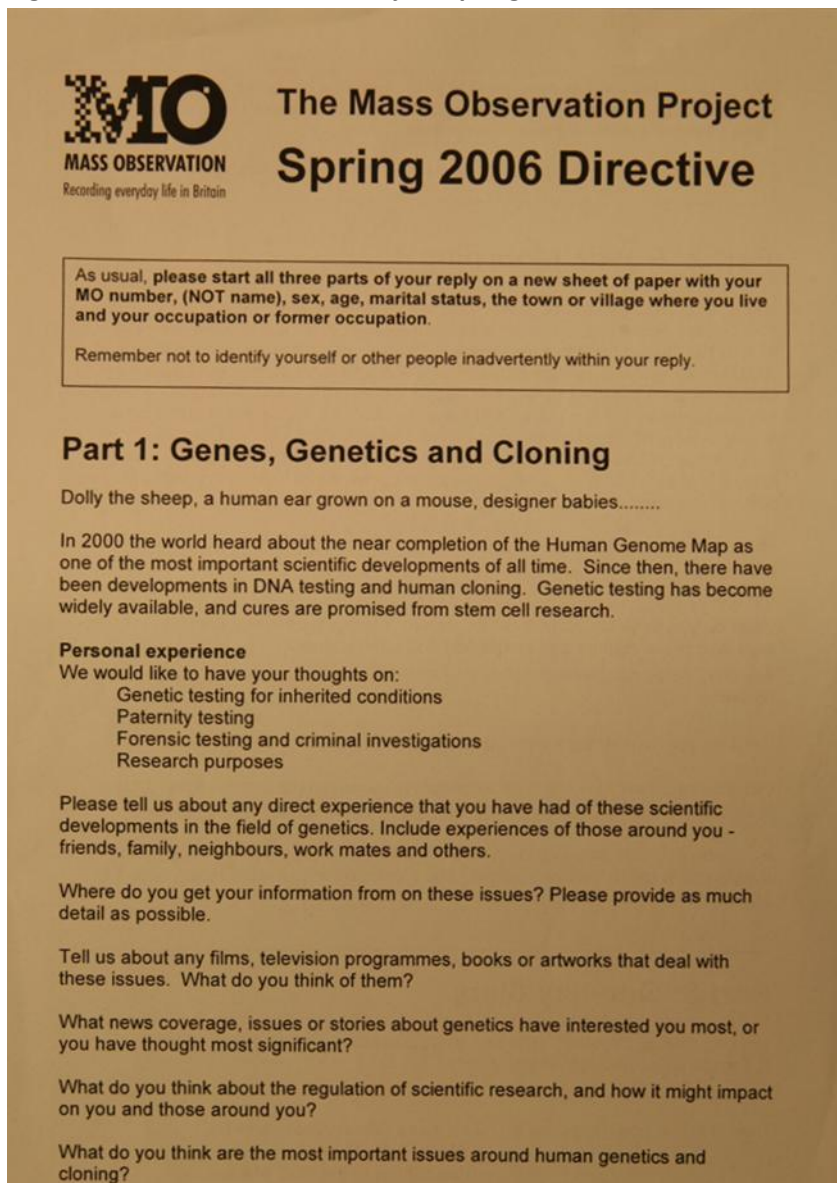 MO
MASS OBSERVATION
Recording everyday life in Britain
The Mass Observation Project
Spring 2006 Directive
As usual, please start all three parts of your reply on a new sheet of paper with your
MO number, (NOT name), sex, age, marital status, the town or village where you live
and your occupation or former occupation.
Remember not to identify yourself or other people inadvertently within your reply.
Part 1: Genes, Genetics and Cloning
Dolly the sheep, a human ear grown on a mouse, designer babies........
In 2000 the world heard about the near completion of the Human Genome Map as
one of the most important scientific developments of all time. Since then, there have
been developments in DNA testing and human cloning. Genetic testing has become
widely available, and cures are promised from stem cell research.
Personal experience
We would like to have your thoughts on:
Genetic testing for inherited conditions
Paternity testing
Forensic testing and criminal investigations
Research purposes
Please tell us about any direct experience that you have had of these scientific
developments in the field of genetics. Include experiences of those around you -
friends, family, neighbours, work mates and others.
Where do you get your information from on these issues? Please provide as much
detail as possible.
Tell us about any films, television programmes, books or artworks that deal with
these issues. What do you think of them?
What news coverage, issues or stories about genetics have interested you most, or
you have thought most significant?
What do you think about the regulation of scientific research, and how it might impact
on you and those around you?
What do you think are the most important issues around human genetics and
cloning?